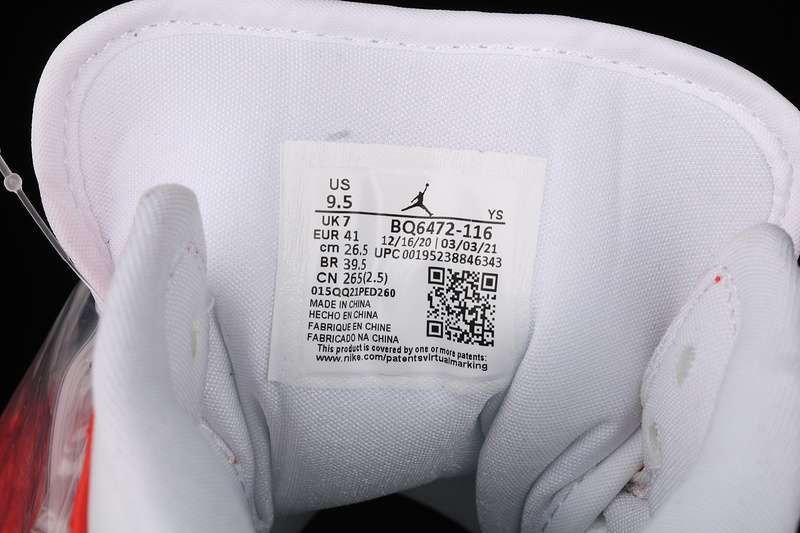 US
9.5
YS
UK 7
BQ6472-116
EUR 41
12/16/20 | 03/03/21
cm 26.5
UPC 00195238846343
BR 39.5
CN 265(2.5)
015QQ21PED260
MADE IN CHINA
HECHO EN CHINA
FABRIQUE EN CHINE
FABRICADO NA CHINA
This product is covered by one or more patents:
www.nike.com/patentsvirtualmarking